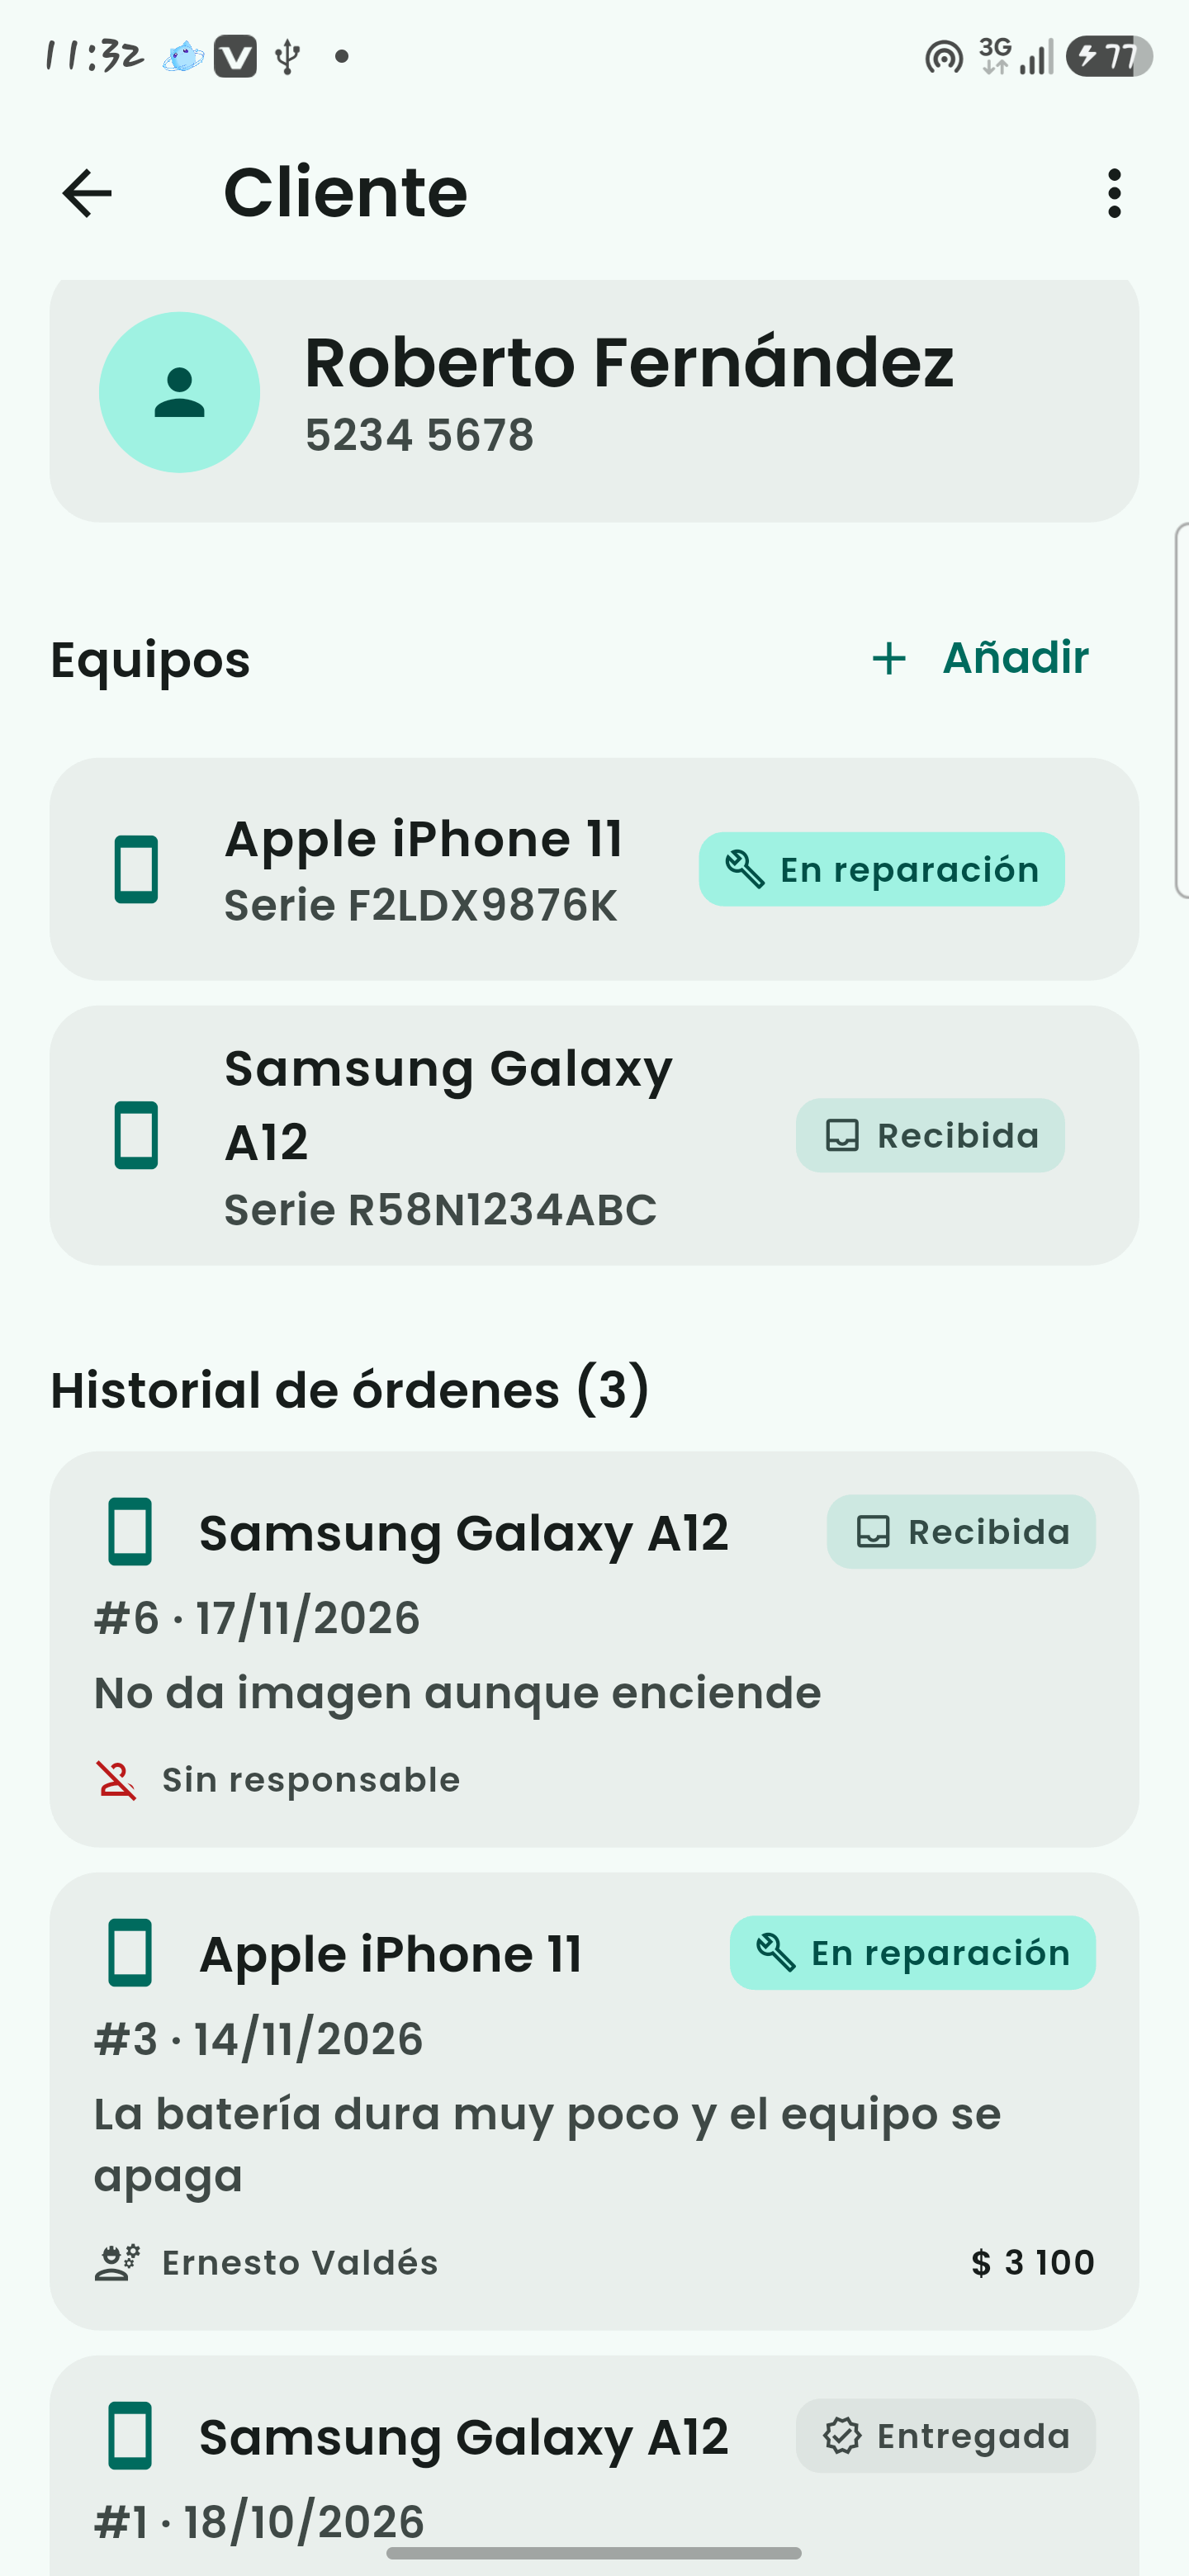 11:32
V
3G
77
Cliente
Roberto Fernández
5234 5678
Equipos
+ Añadir
Apple iPhone 11
Serie F2LDX9876K
En reparación
Samsung Galaxy
A12
Serie R58N1234ABC
Recibida
Historial de órdenes (3)
Samsung Galaxy A12
Recibida
#6 · 17/11/2026
No da imagen aunque enciende
Sin responsable
Apple iPhone 11
En reparación
#3 · 14/11/2026
La batería dura muy poco y el equipo se
apaga
Ernesto Valdés
$ 3 100
Samsung Galaxy A12
Entregada
#1 · 18/10/2026